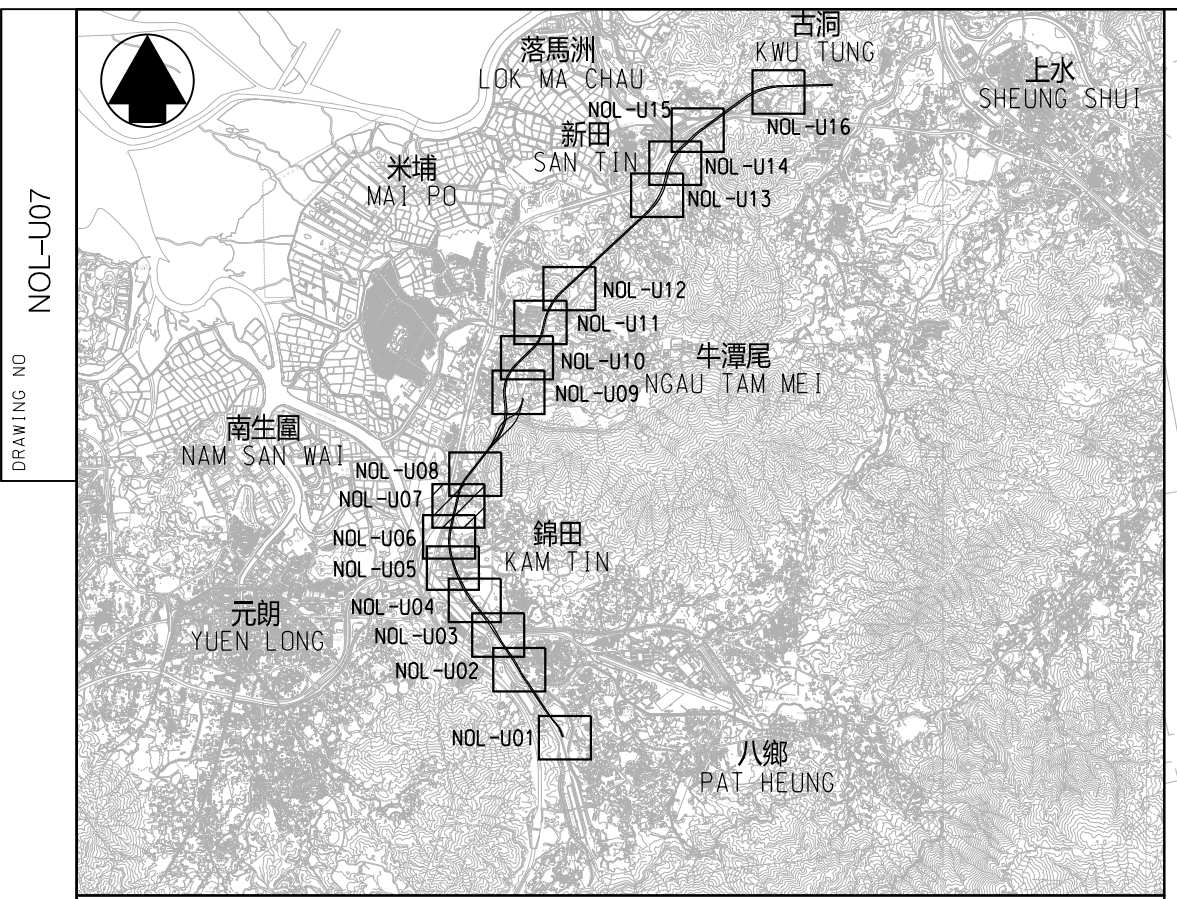 古洞
KWU TUNG
落馬洲
LOK MA CHAU
上水
SHEUNG SHUI
NOL-U15
NOL-U16
新田
SAN TIN
米埔
MAI PO
NOL-U14
NOL-U13
NOL-U07
NOL-U12
NOL-U11
NOL-U10
牛潭尾
NGAU TAM MEI
NOL-U09
DRAWING NO
南生圍
NAM SAN WAI
NOL-U08
NOL-U07
NOL-U06
錦田
KAM TIN
NOL-U05
元朗
YUEN LONG
NOL-U04
NOL-U03
NOL-U02
NOL-U01
八鄉
PAT HEUNG